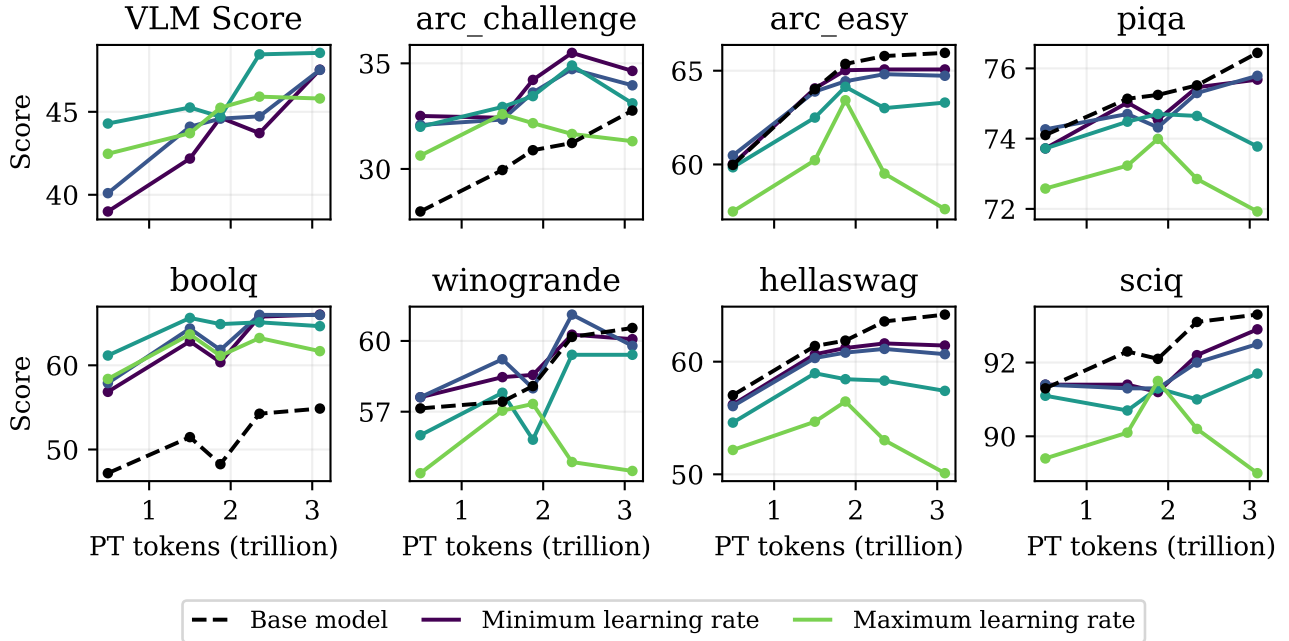 VLM Score
arc_challenge
arc_easy
piqa
Score
45
40
35
30
65
60
76
74
72
boolq
winogrande
hellaswag
sciq
Score
60
50
60
57
60
50
92
90
1 2 3
1 2 3
1 2 3
1 2 3
PT tokens (trillion)
PT tokens (trillion)
PT tokens (trillion)
PT tokens (trillion)
Base model
Minimum learning rate
Maximum learning rate